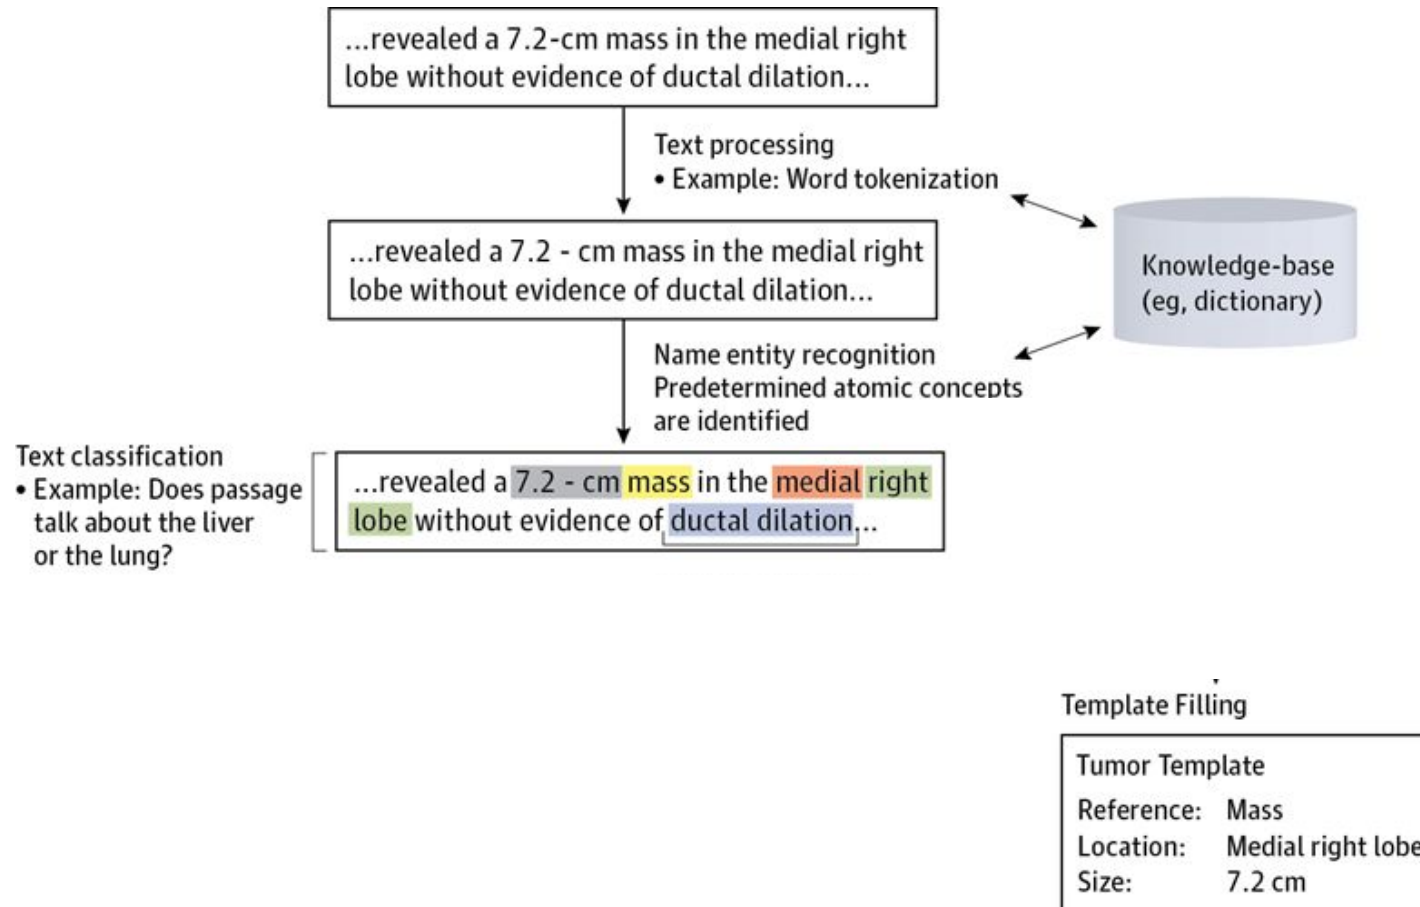 ...revealed a 7.2-cm mass in the medial right
lobe without evidence of ductal dilation...
Text processing
• Example: Word tokenization
...revealed a 7.2 - cm mass in the medial right
lobe without evidence of ductal dilation...
Knowledge-base
(eg, dictionary)
Name entity recognition
Predetermined atomic concepts
are identified
Text classification
• Example: Does passage
talk about the liver
or the lung?
...revealed a 7.2 - cm mass in the medial right
lobe without evidence of ductal dilation...
Template Filling
Tumor Template
Reference: Mass
Location: Medial right lobe
Size: 7.2 cm